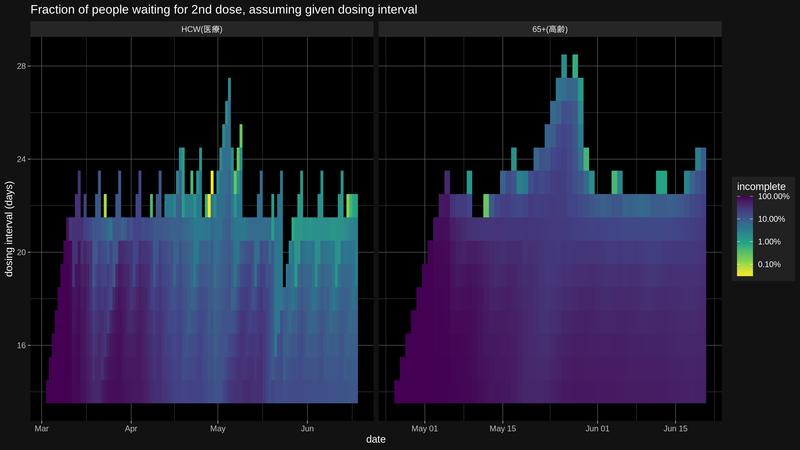 Fraction of people waiting for 2nd dose, assuming given dosing interval
HCW(医療)
65+(高齢)
dosing interval (days)
28
24
20
16
Mar
Apr
May
Jun
May 01
May 15
Jun 01
Jun 15
date
incomplete
100.00%
10.00%
1.00%
0.10%